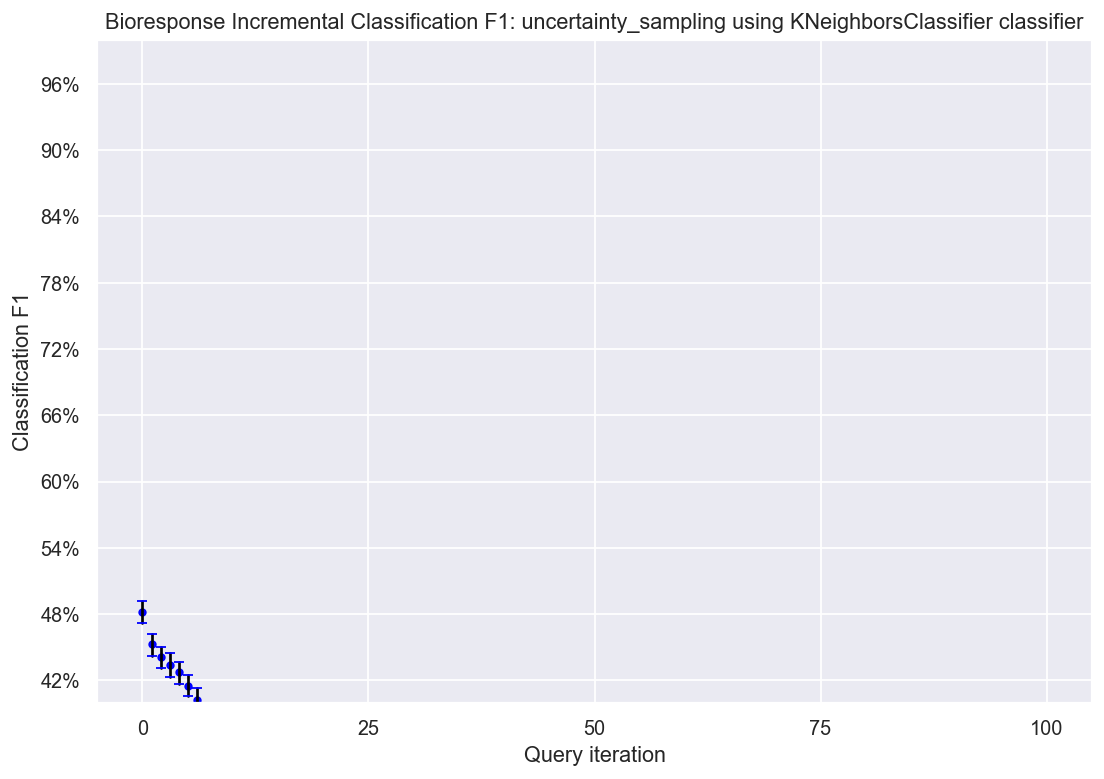 Bioresponse Incremental Classification F1: uncertainty_sampling using KNeighborsClassifier classifier
Classification F1
96%
90%
84%
78%
72%
66%
60%
54%
48%
42%
0 25 50 75 100
Query iteration